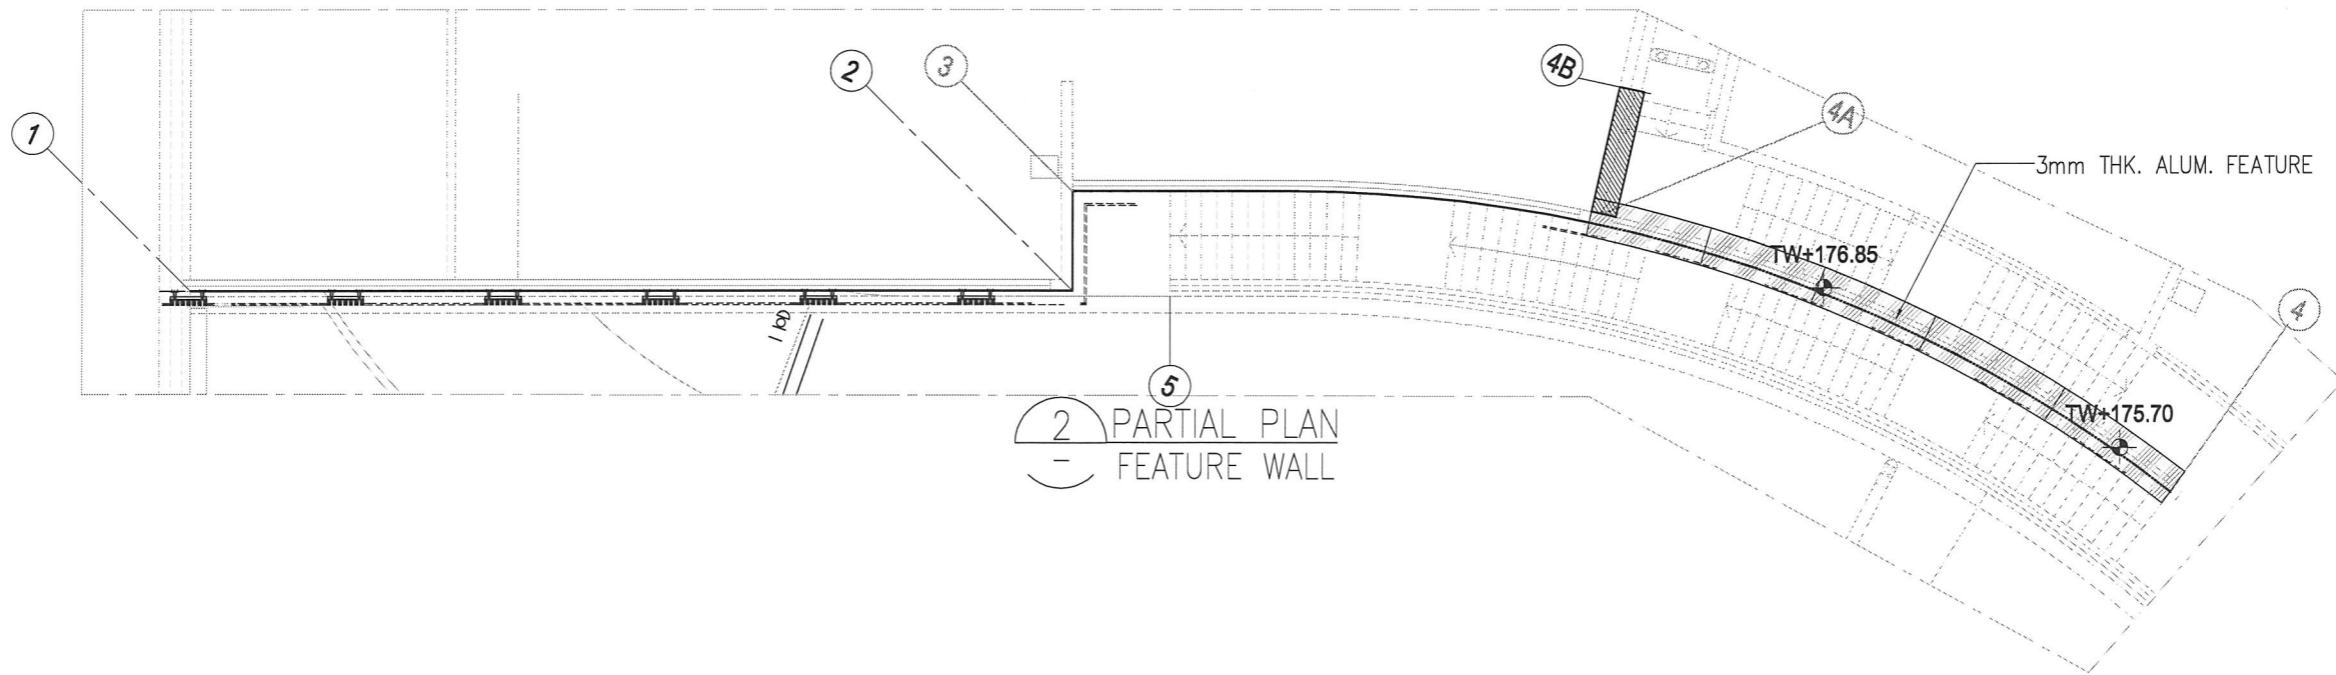 1
2
3
4B
4A
3mm THK. ALUM. FEATURE
TW+176.85
4
TW+175.70
5
2 PARTIAL PLAN
- FEATURE WALL